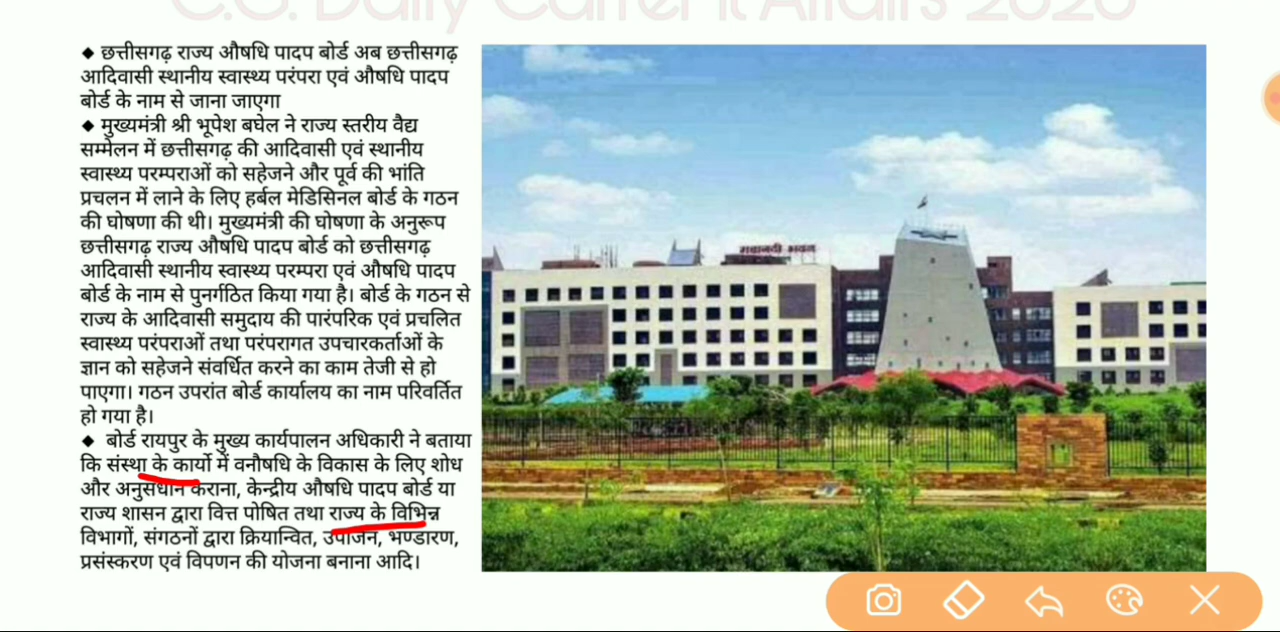 C.G. Daily Current Affairs 2020
◆ छत्तीसगढ़ राज्य औषधि पादप बोर्ड अब छत्तीसगढ़
आदिवासी स्थानीय स्वास्थ्य परंपरा एवं औषधि पादप
बोर्ड के नाम से जाना जाएगा
◆ मुख्यमंत्री श्री भूपेश बघेल ने राज्य स्तरीय वैद्य
सम्मेलन में छत्तीसगढ़ की आदिवासी एवं स्थानीय
स्वास्थ्य परम्पराओं को सहेजने और पूर्व की भांति
प्रचलन में लाने के लिए हर्बल मेडिसिनल बोर्ड के गठन
की घोषणा की थी। मुख्यमंत्री की घोषणा के अनुरूप
छत्तीसगढ़ राज्य औषधि पादप बोर्ड को छत्तीसगढ़
आदिवासी स्थानीय स्वास्थ्य परम्परा एवं औषधि पादप
बोर्ड के नाम से पुनर्गठित किया गया है। बोर्ड के गठन से
राज्य के आदिवासी समुदाय की पारंपरिक एवं प्रचलित
स्वास्थ्य परंपराओं तथा परंपरागत उपचारकर्ताओं के
ज्ञान को सहेजने संवर्धित करने का काम तेजी से हो
पाएगा। गठन उपरांत बोर्ड कार्यालय का नाम परिवर्तित
हो गया है।
◆ बोर्ड रायपुर के मुख्य कार्यपालन अधिकारी ने बताया
कि संस्था के कार्यो में वनौषधि के विकास के लिए शोध
और अनुसंधान कराना, केन्द्रीय औषधि पादप बोर्ड या
राज्य शासन द्वारा वित्त पोषित तथा राज्य के विभिन्न
विभागों, संगठनों द्वारा क्रियान्वित, उपार्जन, भण्डारण,
प्रसंस्करण एवं विपणन की योजना बनाना आदि।
महानदी भवन